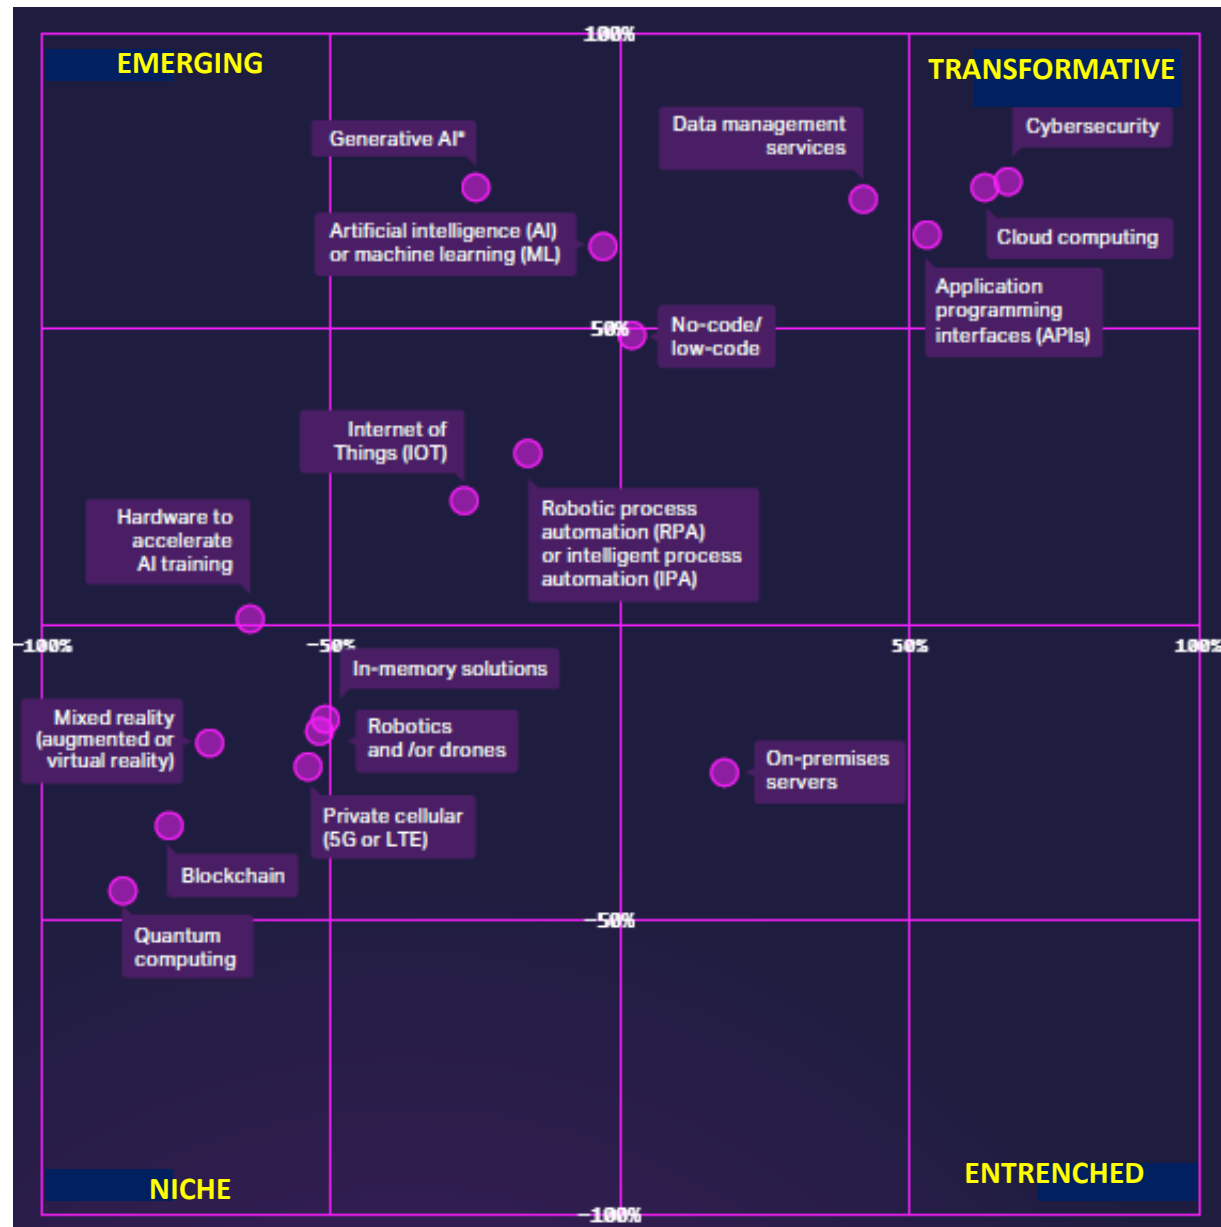 100%
EMERGING
TRANSFORMATIVE
Generative AI*
Data management
services
Cybersecurity
Artificial intelligence (AI)
or machine learning (ML)
Cloud computing
Application
programming
interfaces (APIs)
50%
No-code/
low-code
Internet of
Things (IOT)
Robotic process
automation (RPA)
or intelligent process
automation (IPA)
Hardware to
accelerate
AI training
-100%
-50%
50%
100%
In-memory solutions
Mixed reality
(augmented or
virtual reality)
Robotics
and /or drones
On-premises
servers
Private cellular
(5G or LTE)
Blockchain
-50%
Quantum
computing
NICHE
ENTRENCHED
-100%